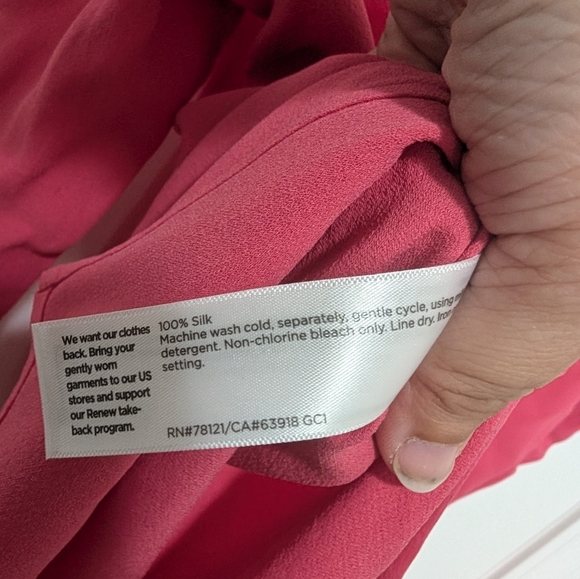 We want our clothes
back. Bring your
gently worn
garments to our US
stores and support
our Renew take-
back program.
100% Silk
Machine wash cold, separately, gentle cycle, using
detergent. Non-chlorine bleach only. Line dry. Iron
setting.
RN#78121/CA#63918 GC1